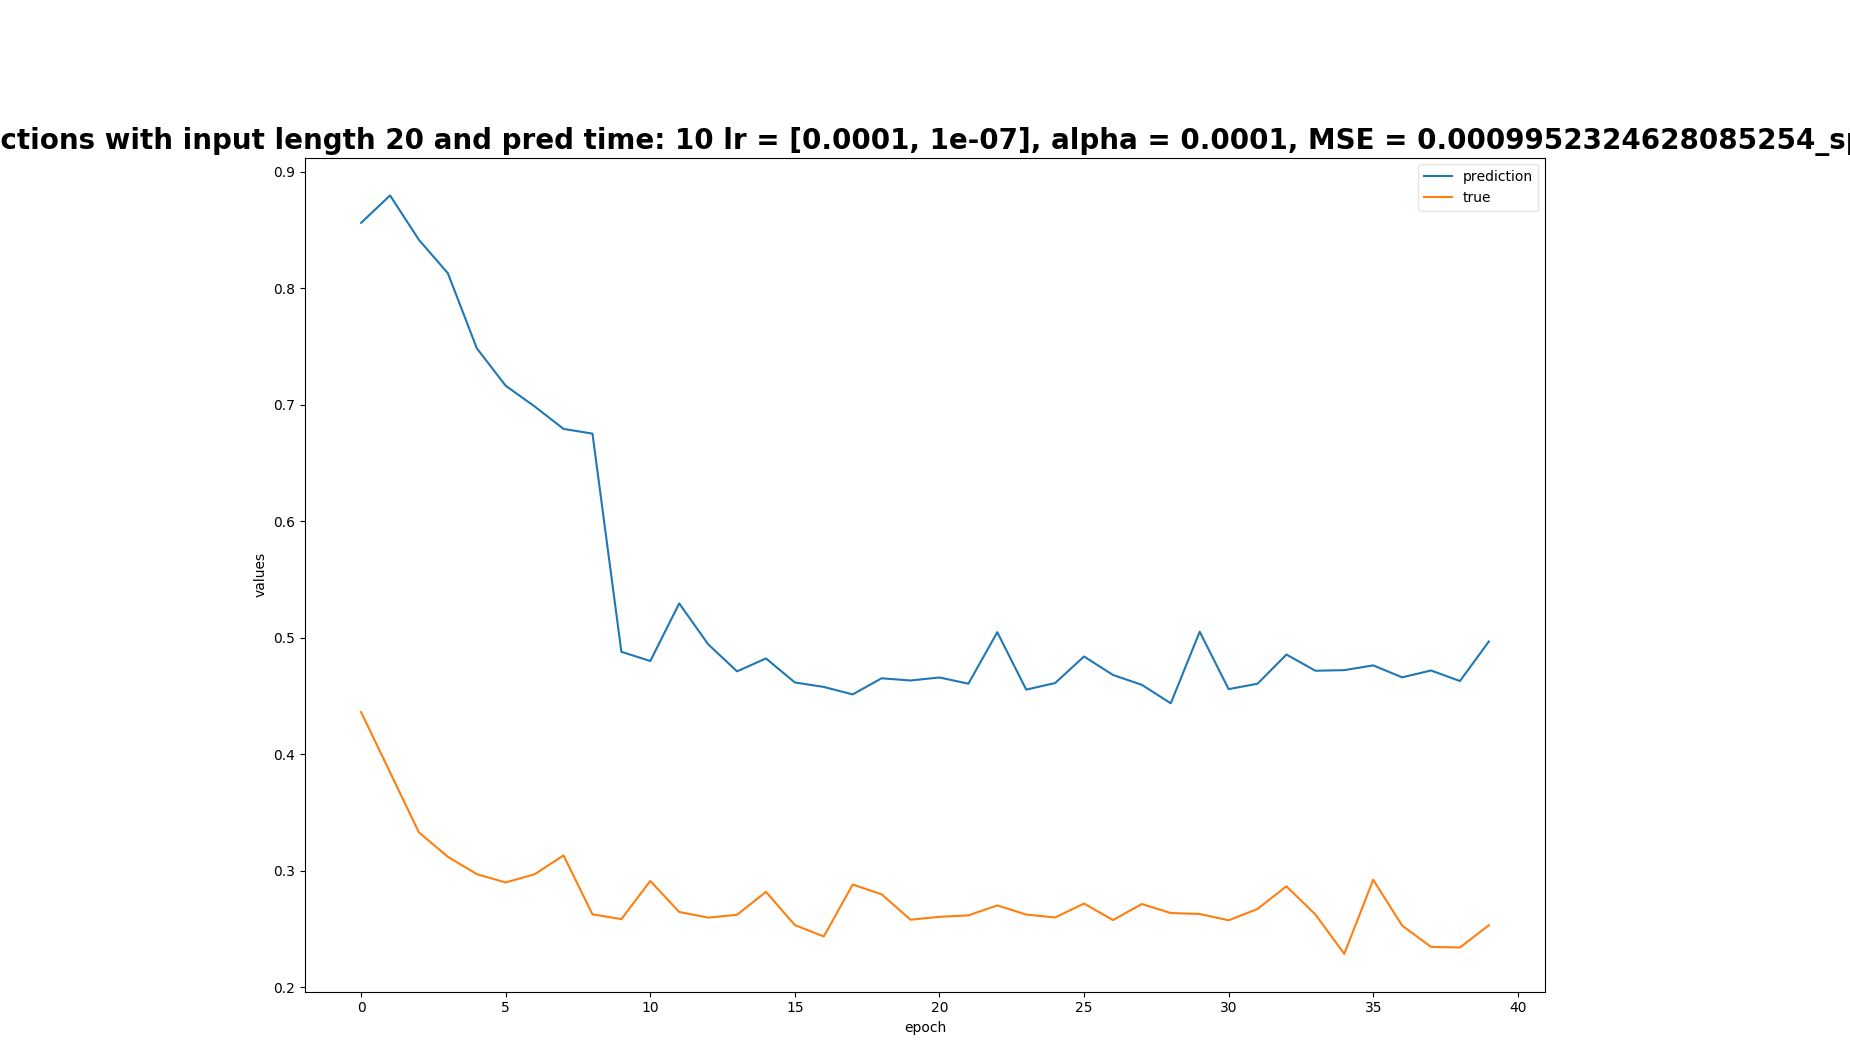 ctions with input length 20 and pred time: 10 lr = [0.0001, 1e-07], alpha = 0.0001, MSE = 0.0009952324628085254_sp
prediction
true
0.9
0.8
0.7
0.6
0.5
0.4
0.3
0.2
values
0 5 10 15 20 25 30 35 40
epoch